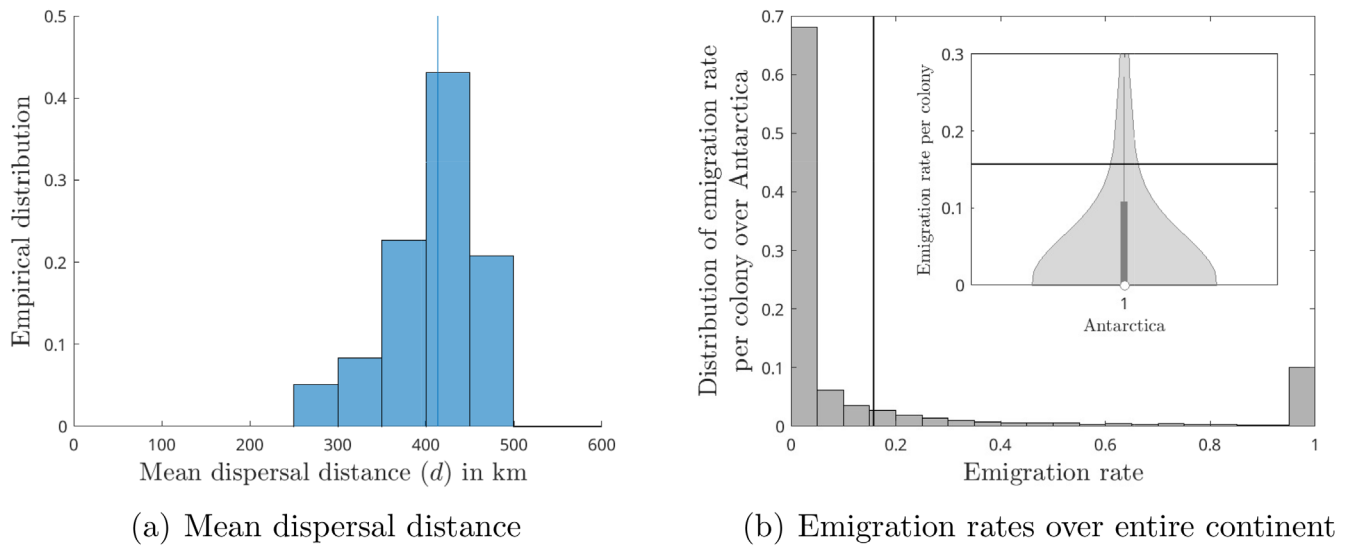 0.5
0.4
0.3
0.2
0.1
0
Empirical distribution
0 100 200 300 400 500 600
Mean dispersal distance (d) in km
(a) Mean dispersal distance
0.7
0.6
0.5
0.4
0.3
0.2
0.1
0
Distribution of emigration rate
per colony over Antarctica
0 0.2 0.4 0.6 0.8 1
Emigration rate
0.3
0.2
0.1
0
Emigration rate per colony
1
Antarctica
(b) Emigration rates over entire continent